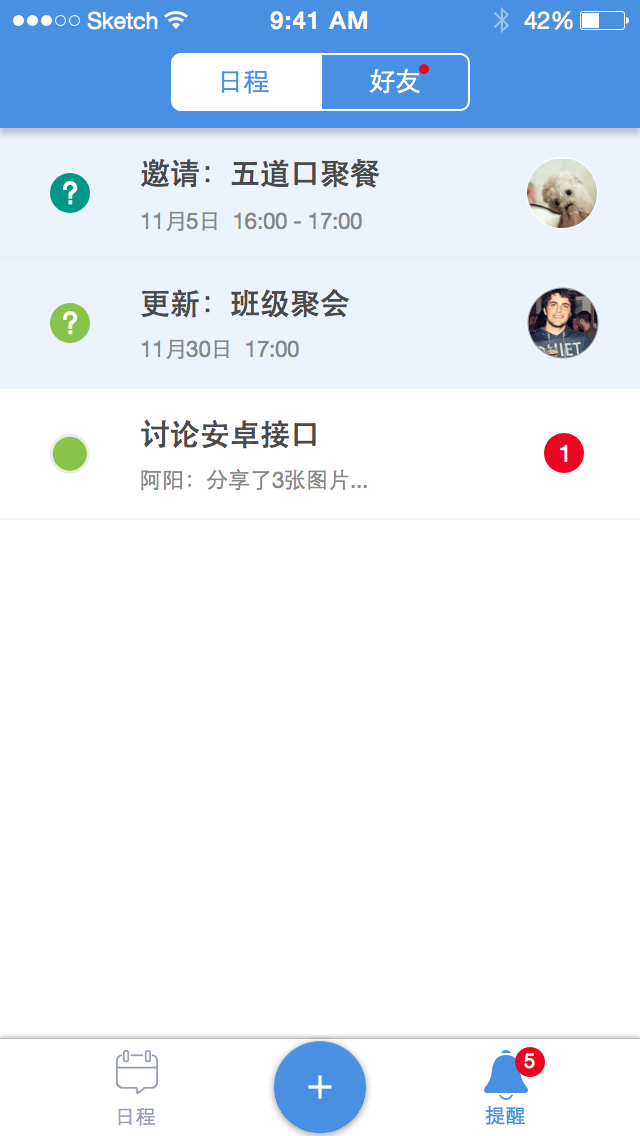 Sketch 9:41 AM 42%
日程 好友
? 邀请：五道口聚餐
11月5日 16:00 - 17:00
? 更新：班级聚会
11月30日 17:00
讨论安卓接口 1
阿阳：分享了3张图片...
+ 5
日程 提醒